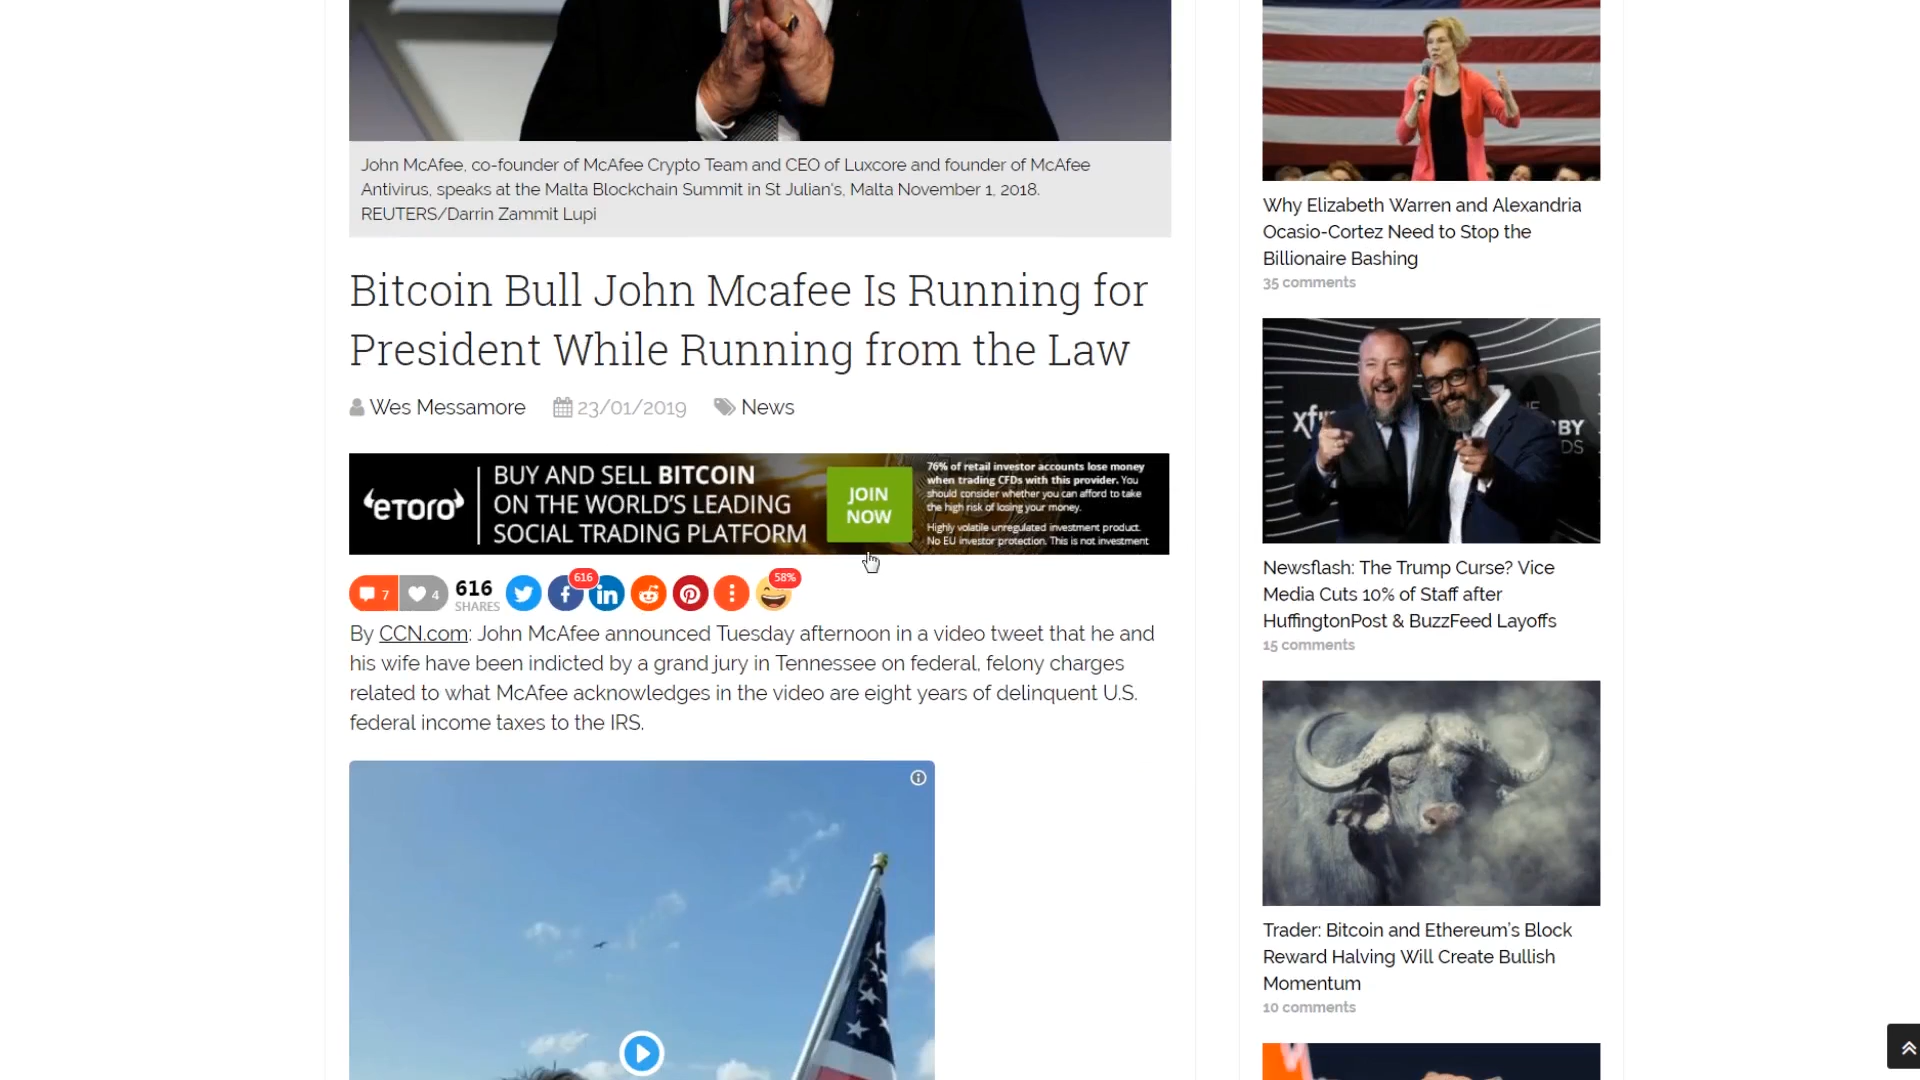 John McAfee, co-founder of McAfee Crypto Team and CEO of Luxcore and founder of McAfee
Antivirus, speaks at the Malta Blockchain Summit in St Julian's, Malta November 1, 2018.
REUTERS/Darrin Zammit Lupi
Bitcoin Bull John Mcafee Is Running for
President While Running from the Law
Wes Messamore 23/01/2019 News
eToro
BUY AND SELL BITCOIN
ON THE WORLD'S LEADING
SOCIAL TRADING PLATFORM
JOIN
NOW
76% of retail investor accounts lose money
when trading CFDs with this provider. You
should consider whether you can afford to take
the high risk of losing your money.
Highly volatile unregulated investment product.
No EU investor protection. This is not investment
7 4 616
SHARES
616
58%
By CCN.com: John McAfee announced Tuesday afternoon in a video tweet that he and
his wife have been indicted by a grand jury in Tennessee on federal, felony charges
related to what McAfee acknowledges in the video are eight years of delinquent U.S.
federal income taxes to the IRS.
Why Elizabeth Warren and Alexandria
Ocasio-Cortez Need to Stop the
Billionaire Bashing
35 comments
Newsflash: The Trump Curse? Vice
Media Cuts 10% of Staff after
HuffingtonPost & BuzzFeed Layoffs
15 comments
Trader: Bitcoin and Ethereum's Block
Reward Halving Will Create Bullish
Momentum
10 comments